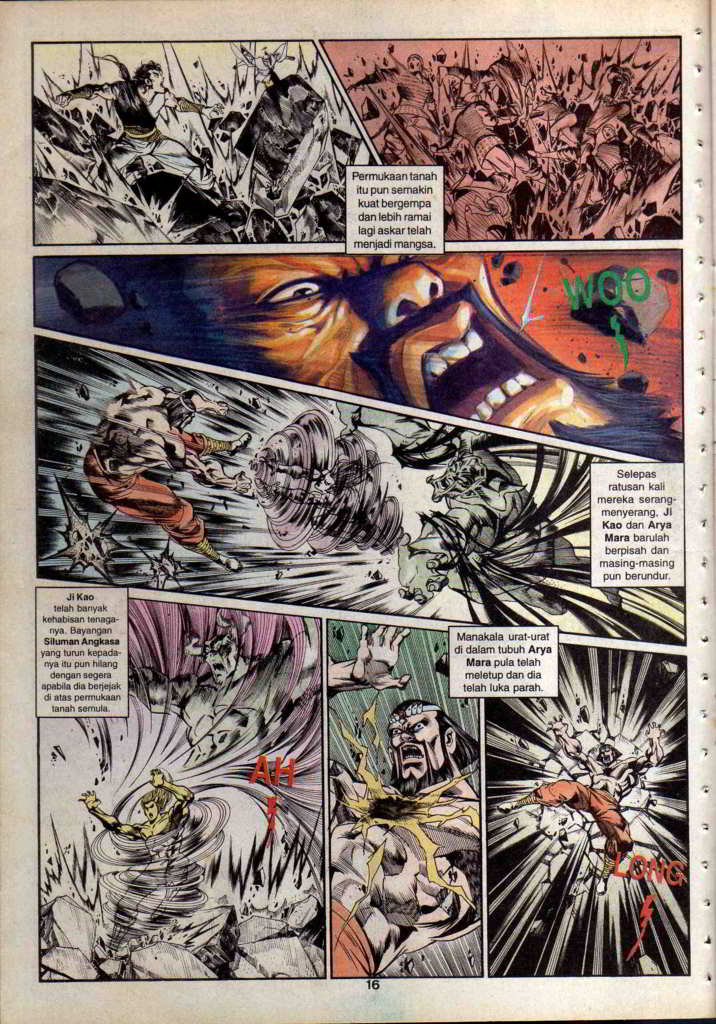 Permukaan tanah
itu pun semakin
kuat bergempa
dan lebih ramai
lagi askar telah
menjadi mangsa.
WOO
Selepas
ratusan kali
mereka serang-
menyerang, Ji
Kao dan Arya
Mara barulah
berpisah dan
masing-masing
pun berundur.
Ji Kao
telah banyak
kehabisan tenaga-
nya. Bayangan
Siluman Angkasa
yang turun kepada-
nya itu pun hilang
dengan segera
apabila dia berjejak
di atas permukaan
tanah semula.
AH
Manakala urat-urat
di dalam tubuh Arya
Mara pula telah
meletup dan dia
telah luka parah.
LONG
16